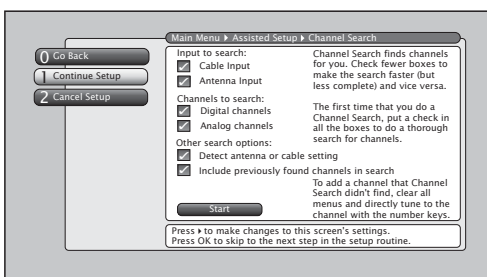 Main Menu ▸ Assisted Setup ▸ Channel Search
0 Go Back
1 Continue Setup
2 Cancel Setup
Input to search:
Cable Input
Antenna Input
Channels to search:
Digital channels
Analog channels
Other search options:
Detect antenna or cable setting
Include previously found channels in search
Start
Channel Search finds channels
for you. Check fewer boxes to
make the search faster (but
less complete) and vice versa.
The first time that you do a
Channel Search, put a check in
all the boxes to do a thorough
search for channels.
To add a channel that Channel
Search didn't find, clear all
menus and directly tune to the
channel with the number keys.
Press ▸ to make changes to this screen's settings.
Press OK to skip to the next step in the setup routine.